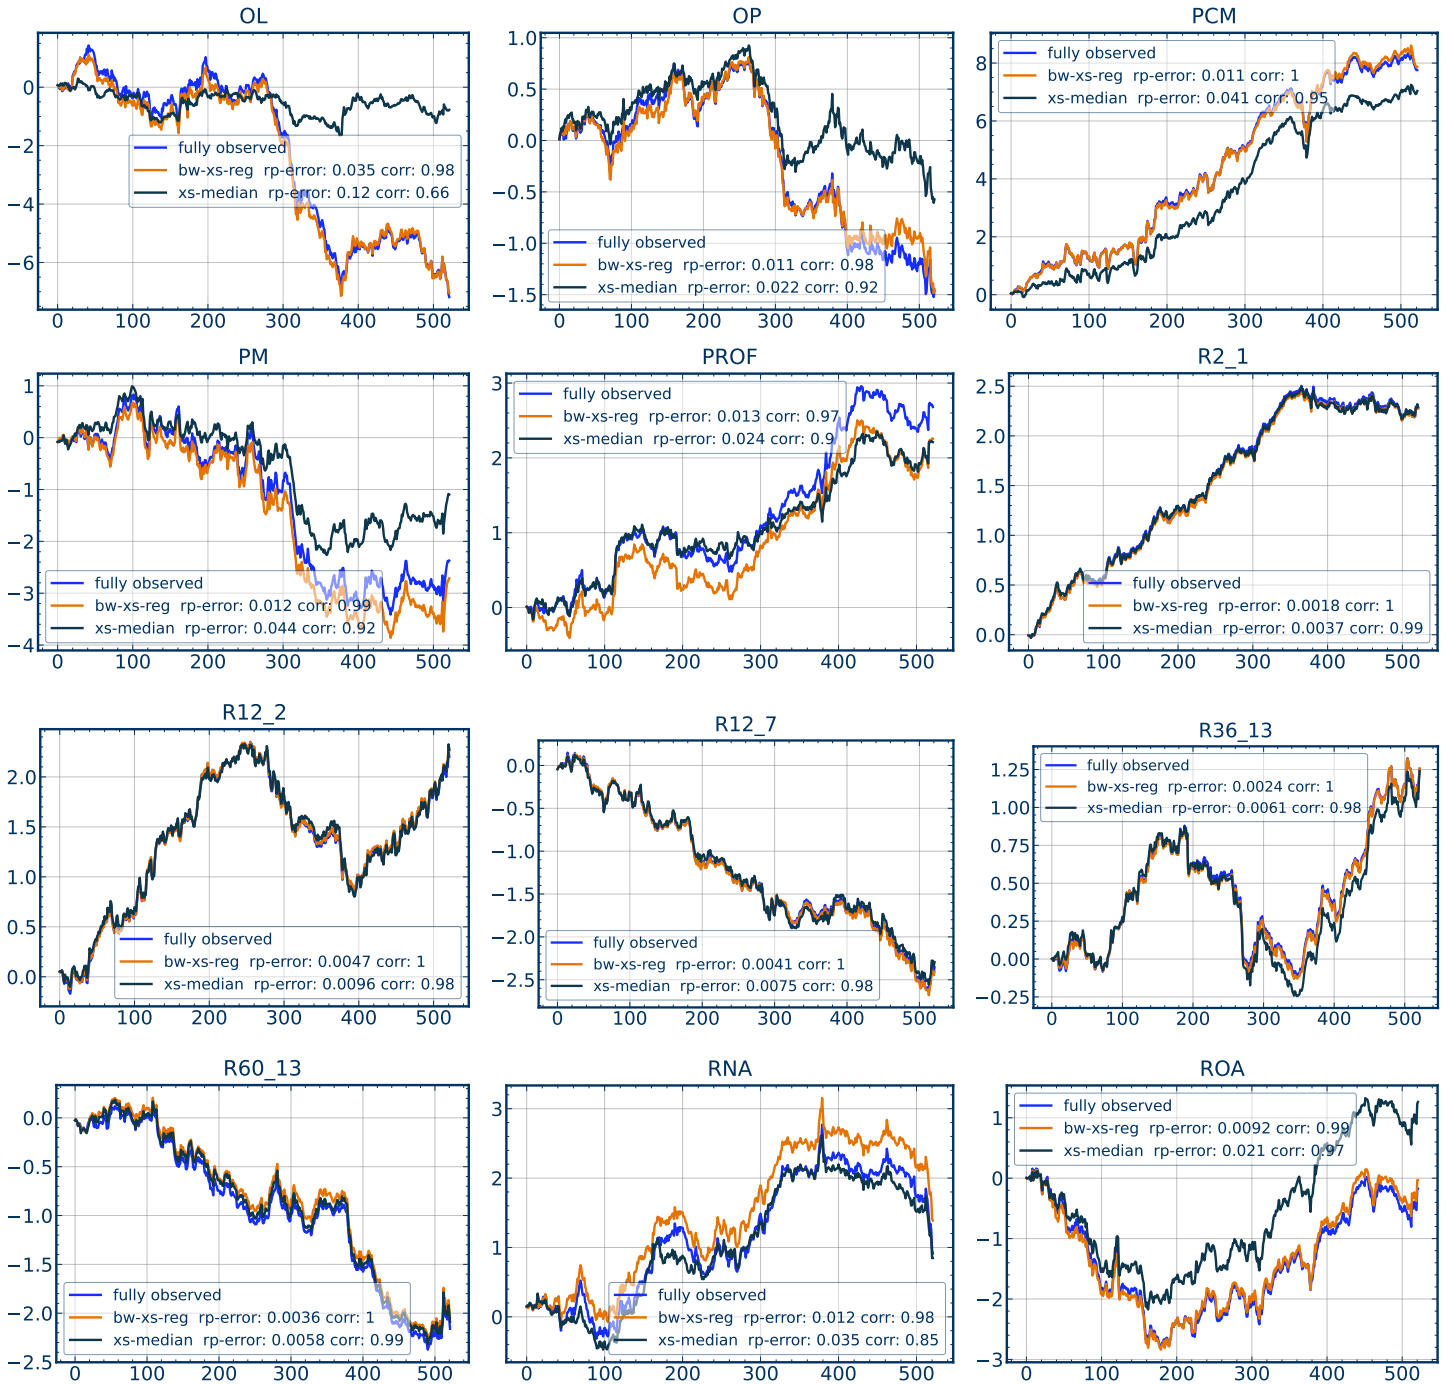 OL
0
−2
−4
−6
0 100 200 300 400 500
fully observed
bw-xs-reg rp-error: 0.035 corr: 0.98
xs-median rp-error: 0.12 corr: 0.66
OP
1.0
0.5
0.0
−0.5
−1.0
−1.5
0 100 200 300 400 500
fully observed
bw-xs-reg rp-error: 0.011 corr: 0.98
xs-median rp-error: 0.022 corr: 0.92
PCM
8
6
4
2
0
0 100 200 300 400 500
fully observed
bw-xs-reg rp-error: 0.011 corr: 1
xs-median rp-error: 0.041 corr: 0.95
PM
1
0
−1
−2
−3
−4
0 100 200 300 400 500
fully observed
bw-xs-reg rp-error: 0.012 corr: 0.99
xs-median rp-error: 0.044 corr: 0.92
PROF
3
2
1
0
0 100 200 300 400 500
fully observed
bw-xs-reg rp-error: 0.013 corr: 0.97
xs-median rp-error: 0.024 corr: 0.9
R2_1
2.5
2.0
1.5
1.0
0.5
0.0
0 100 200 300 400 500
fully observed
bw-xs-reg rp-error: 0.0018 corr: 1
xs-median rp-error: 0.0037 corr: 0.99
R12_2
2.0
1.5
1.0
0.5
0.0
0 100 200 300 400 500
fully observed
bw-xs-reg rp-error: 0.0047 corr: 1
xs-median rp-error: 0.0096 corr: 0.98
R12_7
0.0
−0.5
−1.0
−1.5
−2.0
−2.5
0 100 200 300 400 500
fully observed
bw-xs-reg rp-error: 0.0041 corr: 1
xs-median rp-error: 0.0075 corr: 0.98
R36_13
1.25
1.00
0.75
0.50
0.25
0.00
−0.25
0 100 200 300 400 500
fully observed
bw-xs-reg rp-error: 0.0024 corr: 1
xs-median rp-error: 0.0061 corr: 0.98
R60_13
0.0
−0.5
−1.0
−1.5
−2.0
−2.5
0 100 200 300 400 500
fully observed
bw-xs-reg rp-error: 0.0036 corr: 1
xs-median rp-error: 0.0058 corr: 0.99
RNA
3
2
1
0
0 100 200 300 400 500
fully observed
bw-xs-reg rp-error: 0.012 corr: 0.98
xs-median rp-error: 0.035 corr: 0.85
ROA
1
0
−1
−2
−3
0 100 200 300 400 500
fully observed
bw-xs-reg rp-error: 0.0092 corr: 0.99
xs-median rp-error: 0.021 corr: 0.97